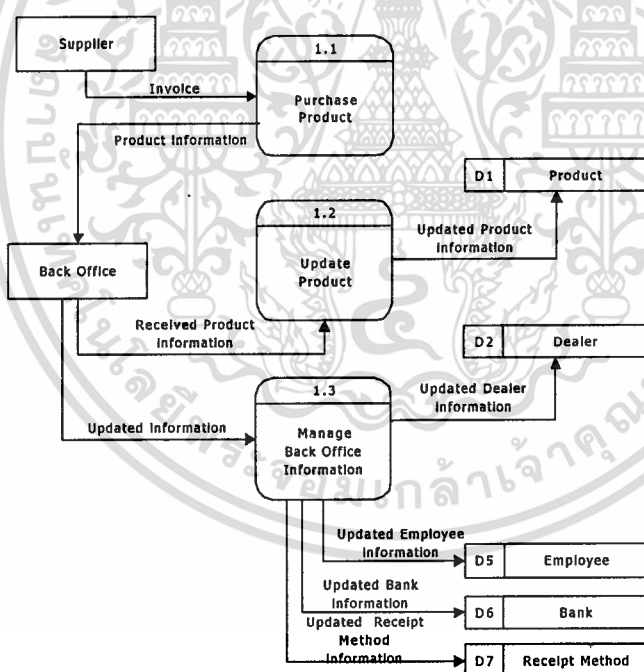 Supplier
1.1
Invoice
Purchase
Product
Product information
D1 Product
1.2
Updated Product
information
Back Office
Update
Product
Received Product
information
D2 Dealer
1.3
Updated Dealer
information
Updated information
Manage
Back Office
Information
Updated Employee
information
D5 Employee
Updated Bank
information
D6 Bank
Updated Receipt
Method
information
D7 Receipt Method